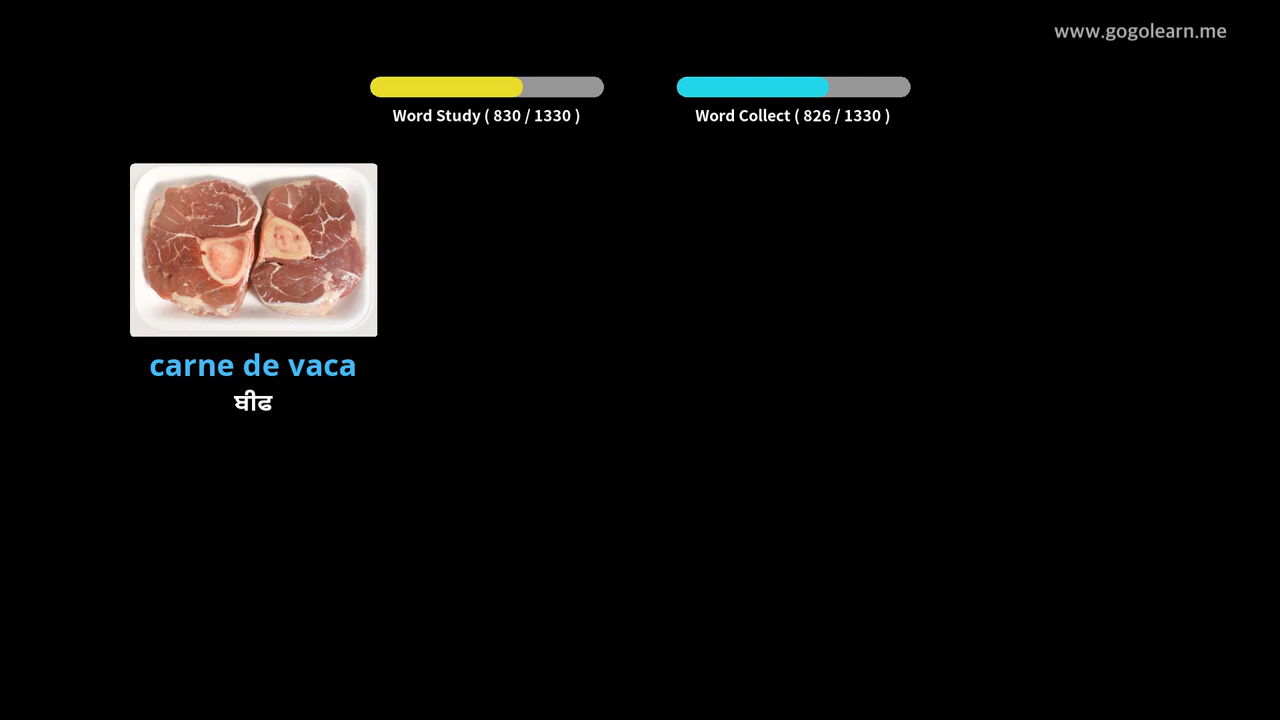 www.gogolearn.me
Word Study ( 830 / 1330 )
Word Collect ( 826 / 1330 )
carne de vaca
ਬੀਫ